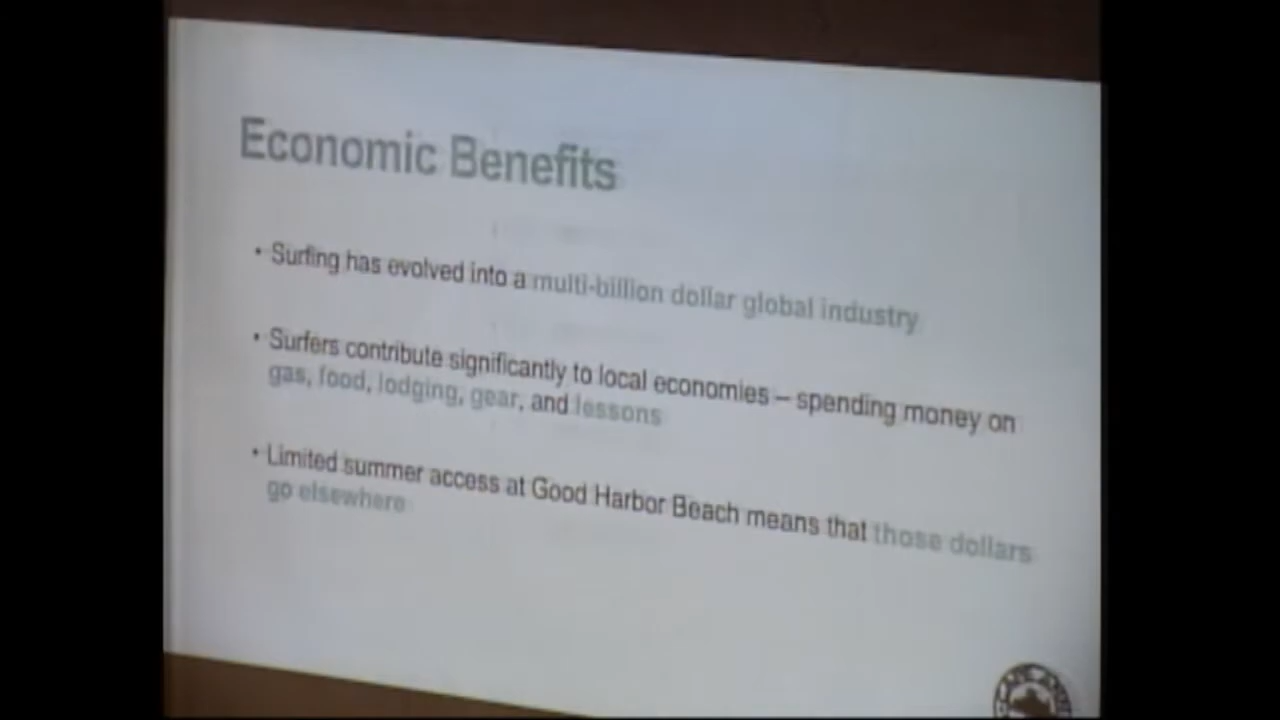 Economic Benefits
• Surfing has evolved into a multi-billion dollar global industry
• Surfers contribute significantly to local economies – spending money on
gas, food, lodging, gear, and lessons
• Limited summer access at Good Harbor Beach means that those dollars
go elsewhere
CAPE ANN